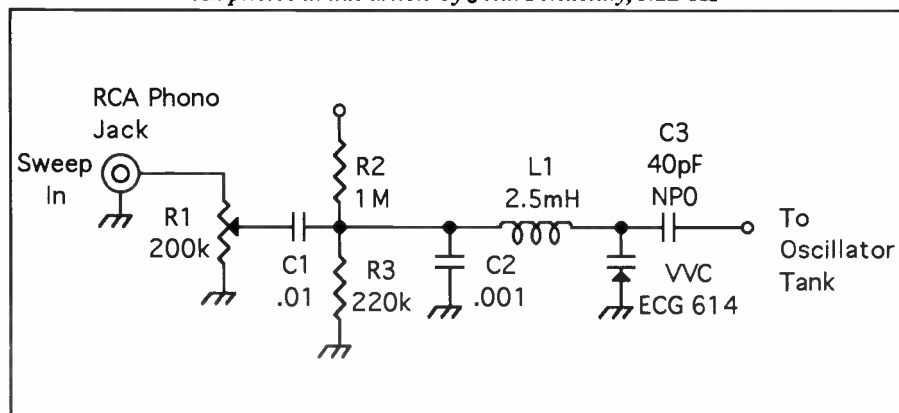 RCA Phono
Jack
Sweep
In
R1
200k
C1
.01
R2
1M
R3
220k
C2
.001
L1
2.5mH
C3
40pF
NPO
VVC
ECG 614
To
Oscillator
Tank